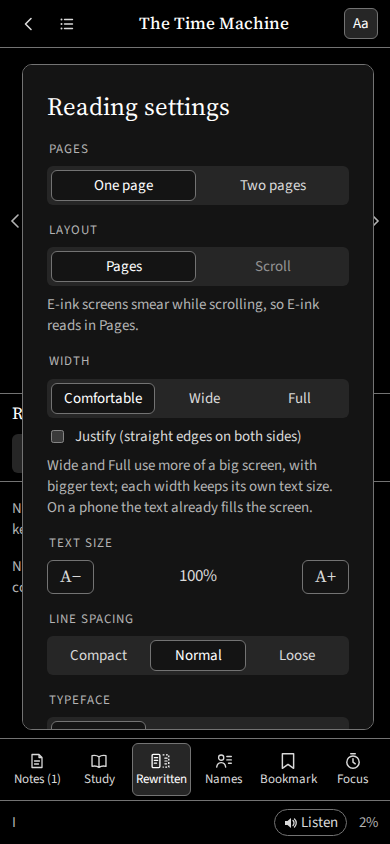 The Time Machine
Aa
Reading settings
PAGES
One page
Two pages
LAYOUT
Pages
Scroll
E-ink screens smear while scrolling, so E-ink
reads in Pages.
WIDTH
Comfortable
Wide
Full
Justify (straight edges on both sides)
Wide and Full use more of a big screen, with
bigger text; each width keeps its own text size.
On a phone the text already fills the screen.
TEXT SIZE
A−
100%
A+
LINE SPACING
Compact
Normal
Loose
TYPEFACE
Notes (1)
Study
Rewritten
Names
Bookmark
Focus
I
Listen
2%